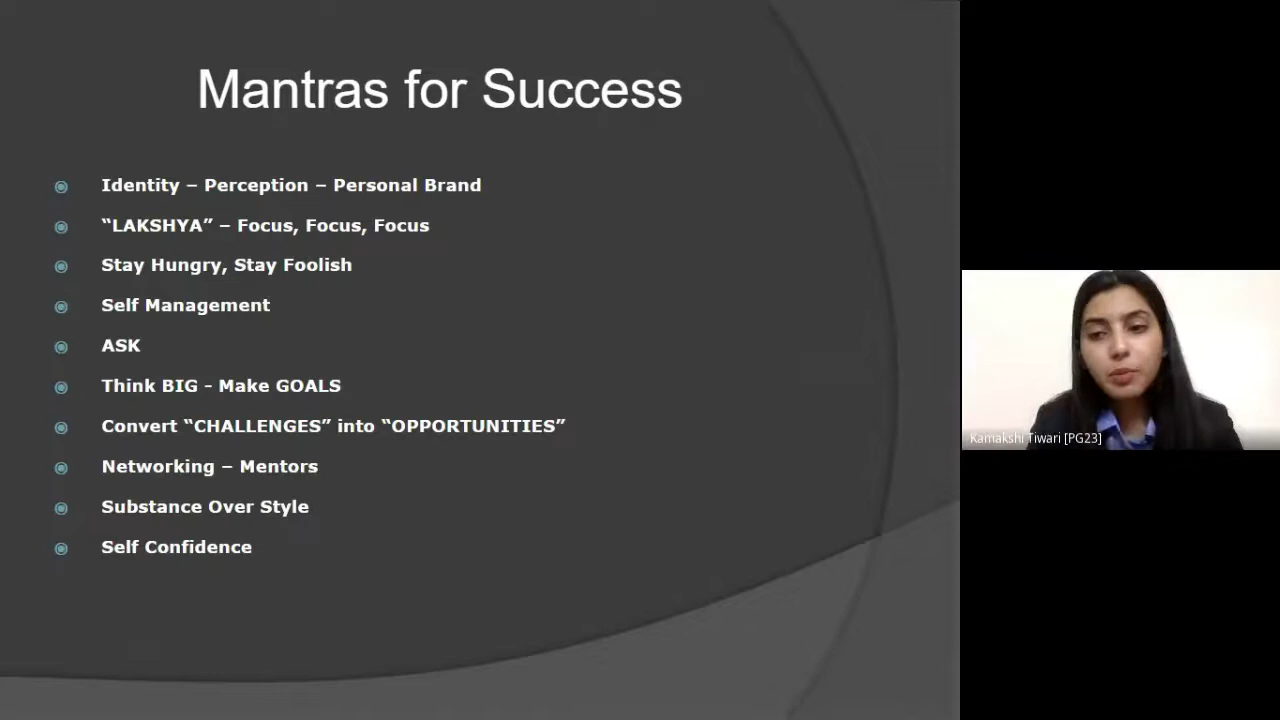 Mantras for Success
Identity – Perception – Personal Brand
“LAKSHYA” – Focus, Focus, Focus
Stay Hungry, Stay Foolish
Self Management
ASK
Think BIG - Make GOALS
Convert “CHALLENGES” into “OPPORTUNITIES”
Networking – Mentors
Substance Over Style
Self Confidence
Kamakshi Tiwari [PG23]